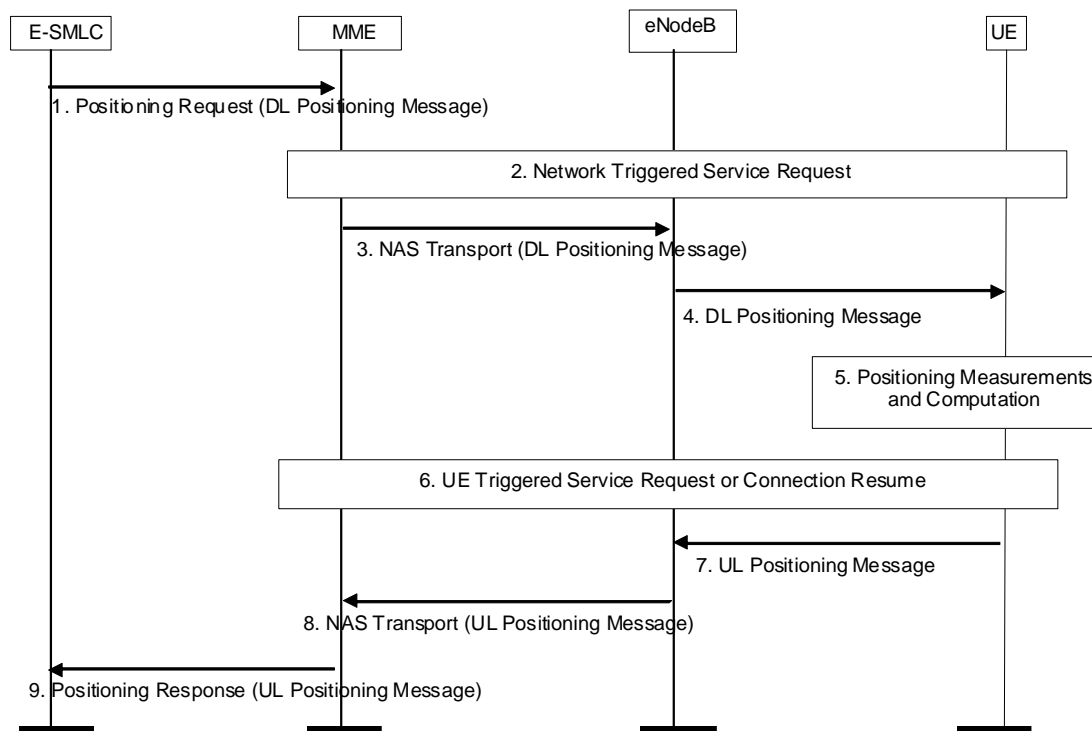 E-SMLC
MME
eNodeB
UE
1. Positioning Request (DL Positioning Message)
2. Network Triggered Service Request
3. NAS Transport (DL Positioning Message)
4. DL Positioning Message
5. Positioning Measurements
and Computation
6. UE Triggered Service Request or Connection Resume
7. UL Positioning Message
8. NAS Transport (UL Positioning Message)
9. Positioning Response (UL Positioning Message)